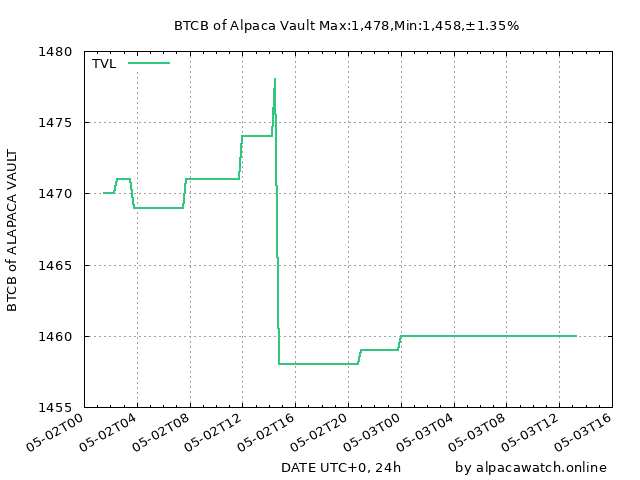 BTCB of Alpaca Vault Max:1,478,Min:1,458,±1.35%
TVL
BTCB of ALAPACA VAULT
1480
1475
1470
1465
1460
1455
05-02T00
05-02T04
05-02T08
05-02T12
05-02T16
05-02T20
05-03T00
05-03T04
05-03T08
05-03T12
05-03T16
DATE UTC+0, 24h
by alpacawatch.online